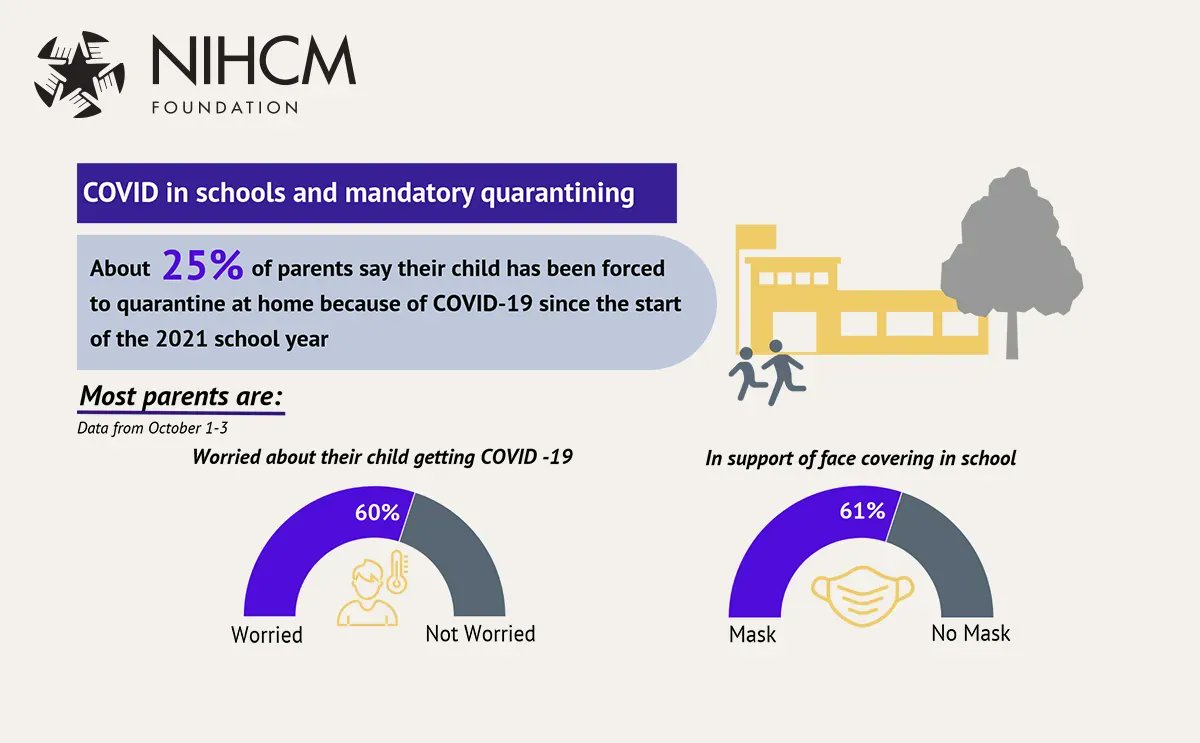 NIHCM
FOUNDATION
COVID in schools and mandatory quarantining
About 25% of parents say their child has been forced
to quarantine at home because of COVID-19 since the start
of the 2021 school year
Most parents are:
Data from October 1-3
Worried about their child getting COVID -19
60%
Worried
Not Worried
In support of face covering in school
61%
Mask
No Mask